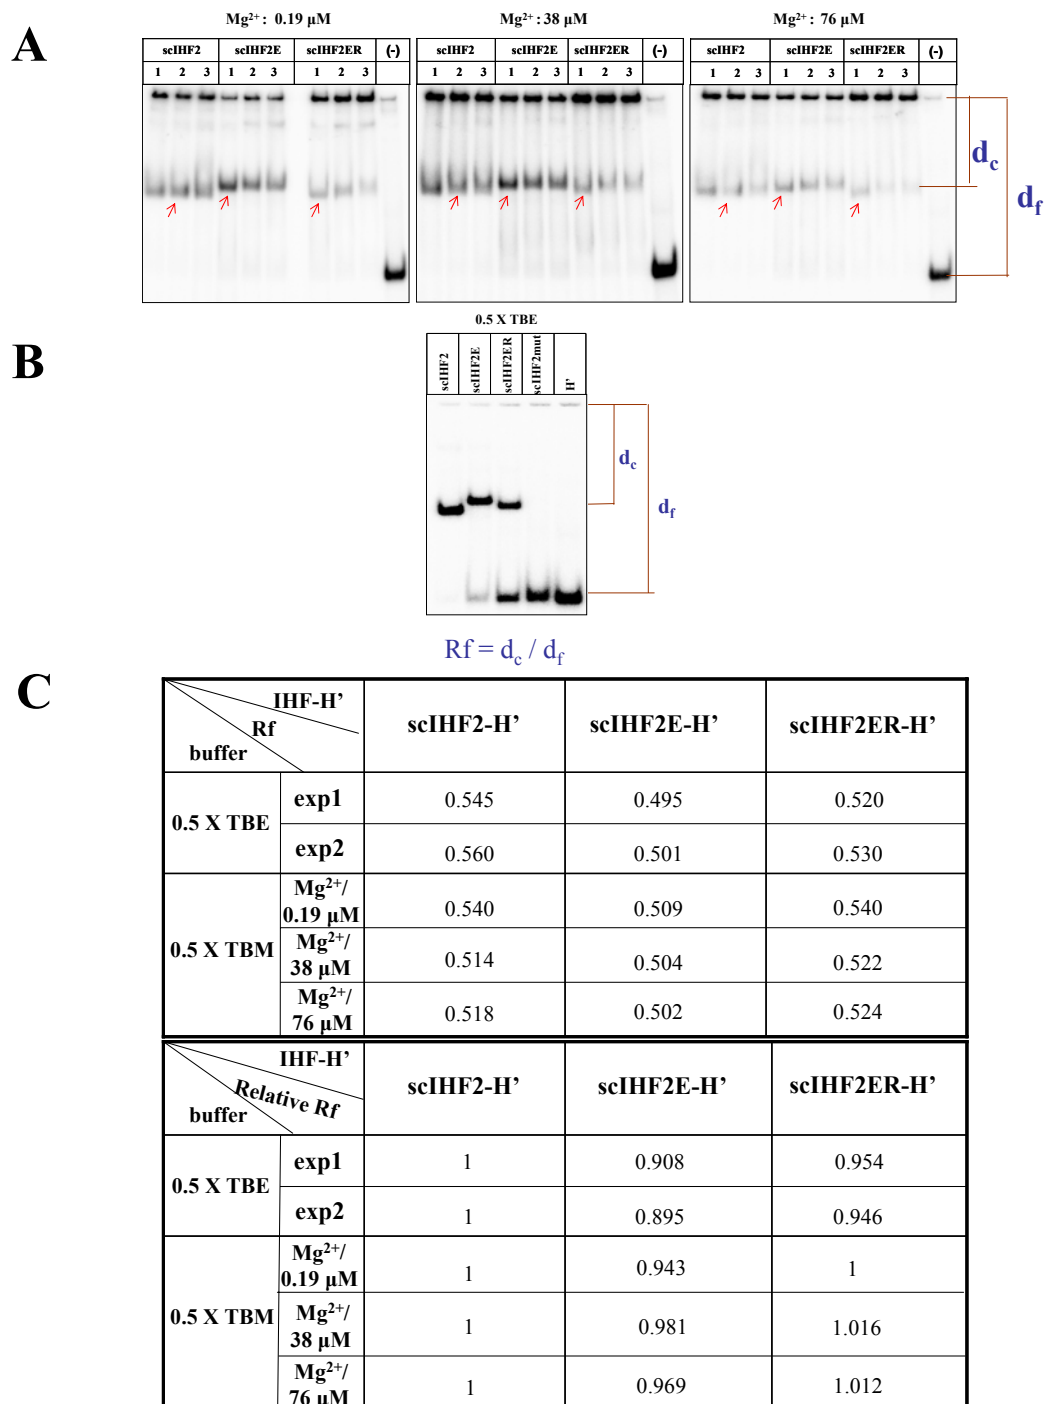 A
Mg²⁺ : 0.19 µM
Mg²⁺ : 38 µM
Mg²⁺ : 76 µM
scIHF2 scIHF2E scIHF2ER (-)
scIHF2 scIHF2E scIHF2ER (-)
scIHF2 scIHF2E scIHF2ER (-)
1 2 3 1 2 3 1 2 3
1 2 3 1 2 3 1 2 3
1 2 3 1 2 3 1 2 3
dc
df
B
0.5 X TBE
scIHF2 scIHF2E scIHF2ER scIHF2mut H’
dc
df
Rf = dc / df
C
IHF-H’
Rf
buffer
scIHF2-H’ scIHF2E-H’ scIHF2ER-H’
0.5 X TBE
exp1 0.545 0.495 0.520
exp2 0.560 0.501 0.530
0.5 X TBM
Mg²⁺/
0.19 µM
0.540 0.509 0.540
Mg²⁺/
38 µM
0.514 0.504 0.522
Mg²⁺/
76 µM
0.518 0.502 0.524
IHF-H’
Relative Rf
buffer
scIHF2-H’ scIHF2E-H’ scIHF2ER-H’
0.5 X TBE
exp1 1 0.908 0.954
exp2 1 0.895 0.946
0.5 X TBM
Mg²⁺/
0.19 µM
1 0.943 1
Mg²⁺/
38 µM
1 0.981 1.016
Mg²⁺/
76 µM
1 0.969 1.012